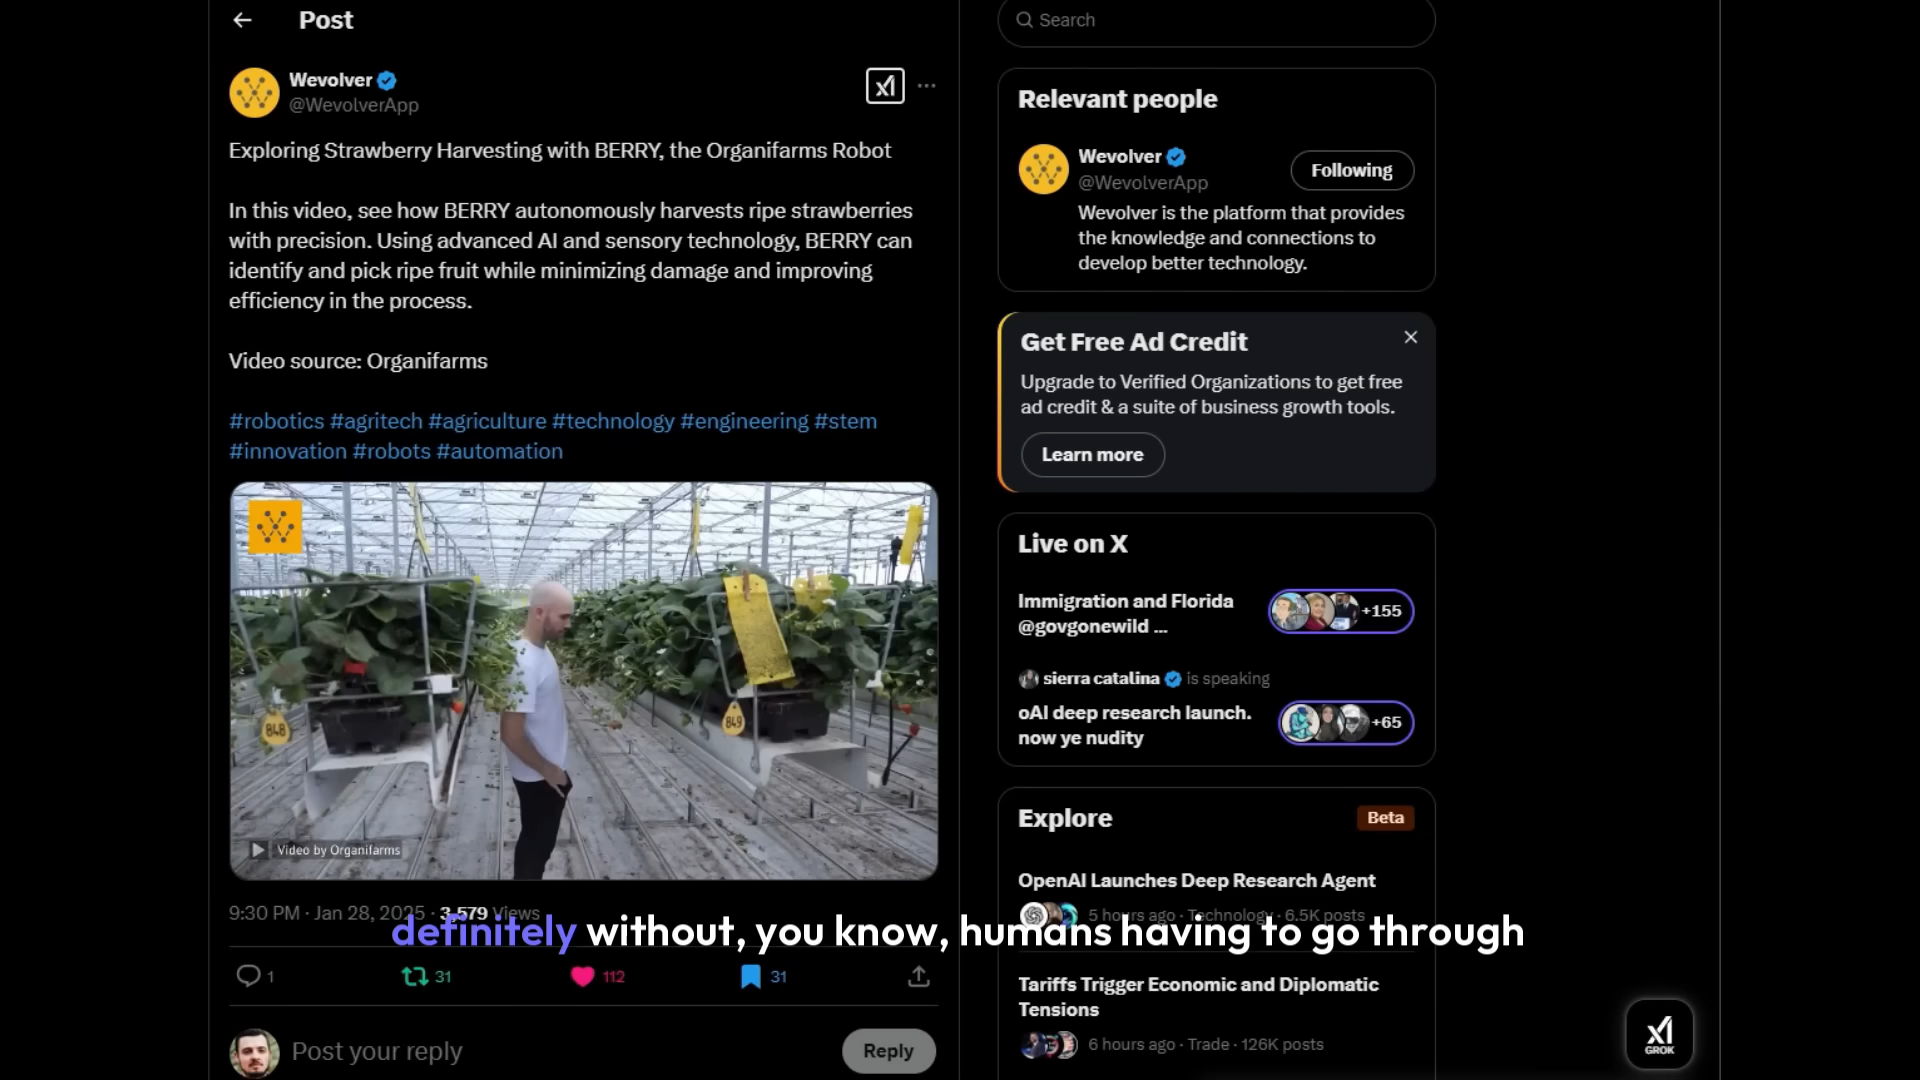 Post
Search
Wevolver
@WevolverApp
Exploring Strawberry Harvesting with BERRY, the Organifarms Robot
In this video, see how BERRY autonomously harvests ripe strawberries
with precision. Using advanced AI and sensory technology, BERRY can
identify and pick ripe fruit while minimizing damage and improving
efficiency in the process.
Video source: Organifarms
#robotics #agritech #agriculture #technology #engineering #stem
#innovation #robots #automation
848
849
Video by Organifarms
9:30 PM · Jan 28, 2025 · 3,579 Views
definitely without, you know, humans having to go through
1
31
112
31
Post your reply
Reply
Relevant people
Wevolver
@WevolverApp
Following
Wevolver is the platform that provides
the knowledge and connections to
develop better technology.
Get Free Ad Credit
Upgrade to Verified Organizations to get free
ad credit & a suite of business growth tools.
Learn more
Live on X
Immigration and Florida
@govgonewild ...
+155
sierra catalina is speaking
oAI deep research launch.
now ye nudity
+65
Explore
Beta
OpenAI Launches Deep Research Agent
5 hours ago · Technology · 6.5K posts
Tariffs Trigger Economic and Diplomatic
Tensions
6 hours ago · Trade · 126K posts
GROK